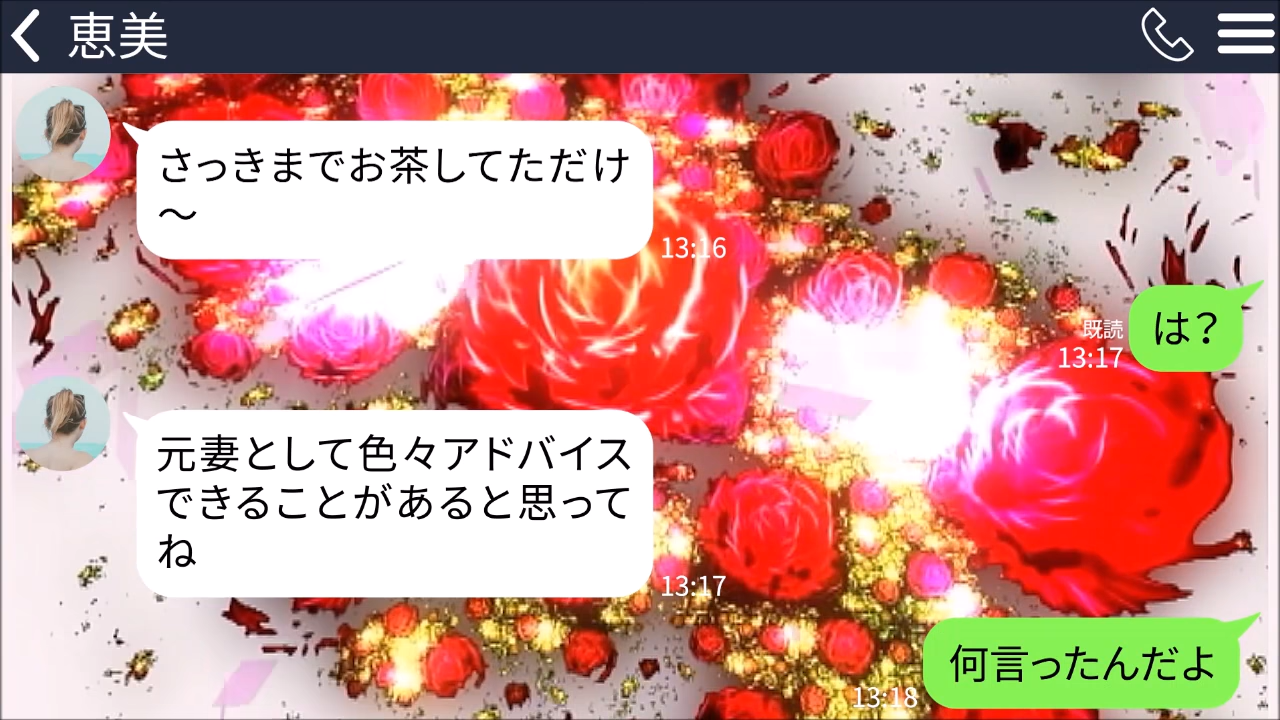 恵美
さっきまでお茶してただけ
〜
13:16
は？
既読
13:17
元妻として色々アドバイス
できることがあると思って
ね
13:17
何言ったんだよ
13:18